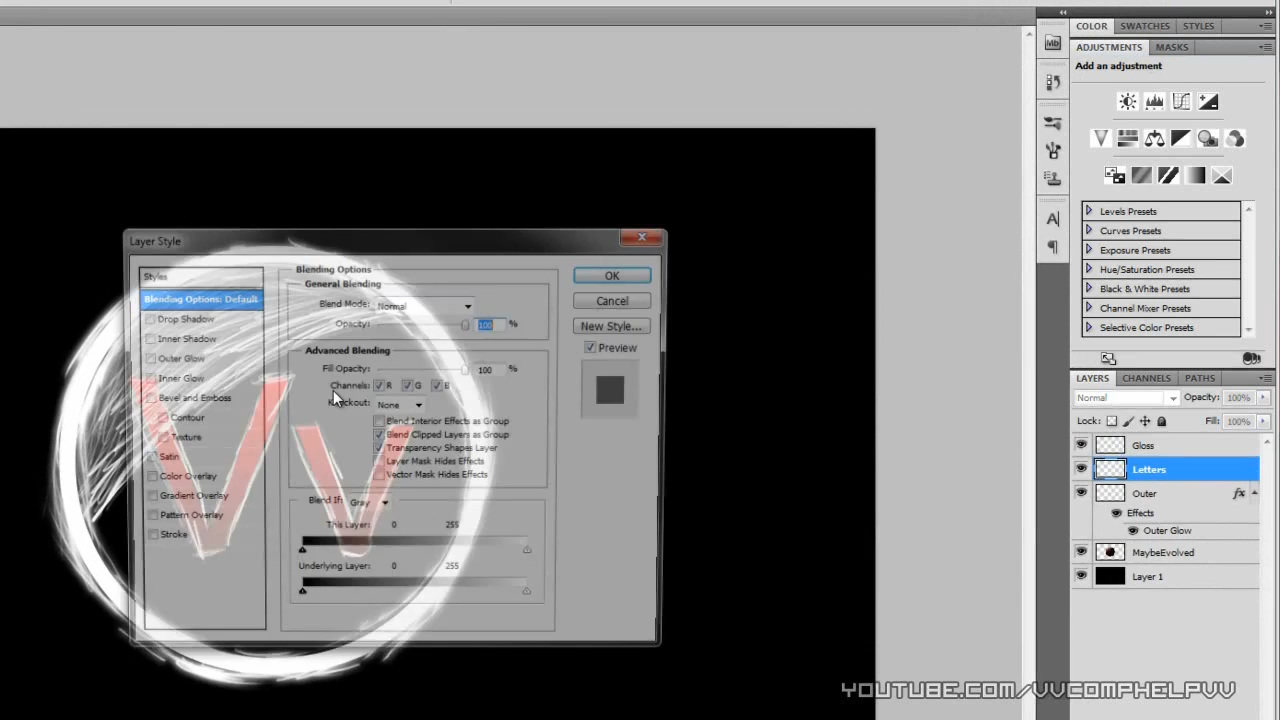 COLOR SWATCHES STYLES
Mb
ADJUSTMENTS MASKS
Add an adjustment
Levels Presets
Curves Presets
Exposure Presets
Hue/Saturation Presets
Black & White Presets
Channel Mixer Presets
Selective Color Presets
A
LAYERS CHANNELS PATHS
Normal Opacity: 100%
Lock: Fill: 100%
Gloss
Letters
Outer fx
Effects
Outer Glow
MaybeEvolved
Layer 1
Layer Style
Styles
Blending Options: Default
Drop Shadow
Inner Shadow
Outer Glow
Inner Glow
Bevel and Emboss
Contour
Texture
Satin
Color Overlay
Gradient Overlay
Pattern Overlay
Stroke
Blending Options
General Blending
Blend Mode: Normal
Opacity: 100 %
Advanced Blending
Fill Opacity: 100 %
Channels: R G B
Knockout: None
Blend Interior Effects as Group
Blend Clipped Layers as Group
Transparency Shapes Layer
Layer Mask Hides Effects
Vector Mask Hides Effects
Blend If: Gray
This Layer: 0 255
Underlying Layer: 0 255
OK
Cancel
New Style...
Preview
VV
YOUTUBE.COM/VVCOMPHELPVV